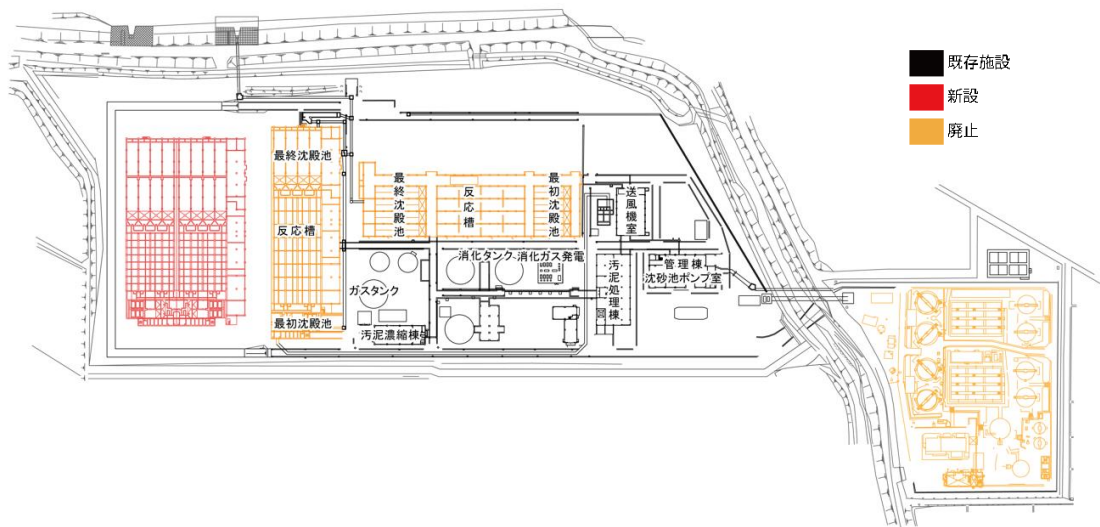 既存施設
新設
廃止
最終沈殿池
反応槽
最初沈殿池
最終沈殿池
反応槽
最初沈殿池
送風機室
消化タンク
消化ガス発電
ガスタンク
汚泥濃縮棟
汚泥処理棟
管理棟
沈砂池ポンプ室